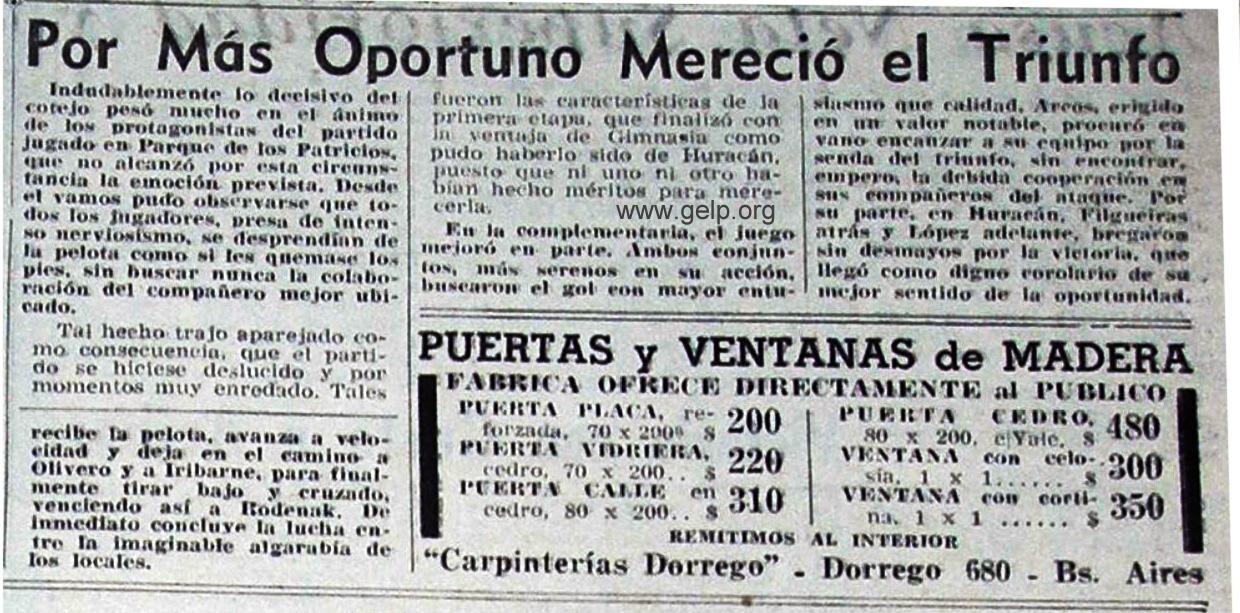 Por Más Oportuno Mereció el Triunfo
Indudablemente lo decisivo del
cotejo pesó mucho en el ánimo
de los protagonistas del partido
jugado en Parque de los Patricios,
que no alcanzó por esta circuns-
tancia la emoción prevista. Desde
el vamos pudo observarse que to-
dos los jugadores, presa de inten-
so nerviosismo, se desprendían de
la pelota como si les quemase los
pies, sin buscar nunca la colabo-
ración del compañero mejor ubi-
cado.
Tal hecho trajo aparejado co-
mo consecuencia, que el parti-
do se hiciese deslucido y por
momentos muy enredado. Tales
fueron las características de la
primera etapa, que finalizó con
la ventaja de Gimnasia como
pudo haberlo sido de Huracán,
puesto que ni uno ni otro ha-
bían hecho méritos para mere-
cerla.
www.gelp.org
En la complementaria, el juego
mejoró en parte. Ambos conjun-
tos, más serenos en su acción,
buscaron el gol con mayor entu-
siasmo que calidad. Arcos, erigido
en un valor notable, procuró en
vano encauzar a su equipo por la
senda del triunfo, sin encontrar,
empero, la debida cooperación en
sus compañeros del ataque. Por
su parte, en Huracán, Filgueiras
atrás y López adelante, bregaron
sin desmayos por la victoria, que
llegó como digno corolario de su
mejor sentido de la oportunidad.
recibe la pelota, avanza a velo-
cidad y deja en el camino a
Olivero y a Iribarne, para final-
mente tirar bajo y cruzado,
venciendo así a Rodenak. De
inmediato concluye la lucha en-
tre la imaginable algarabía de
los locales.
PUERTAS y VENTANAS de MADERA
FABRICA OFRECE DIRECTAMENTE al PUBLICO
PUERTA PLACA, re-
forzada, 70 x 200 $ 200
PUERTA VIDRIERA,
cedro, 70 x 200.. $ 220
PUERTA CALLE en
cedro, 80 x 200.. $ 310
PUERTA CEDRO,
80 x 200, c|Yale, $ 480
VENTANA con celo-
sía, 1 x 1...... $ 300
VENTANA con corti-
na, 1 x 1 ...... $ 350
REMITIMOS AL INTERIOR
"Carpinterías Dorrego" - Dorrego 680 - Bs. Aires